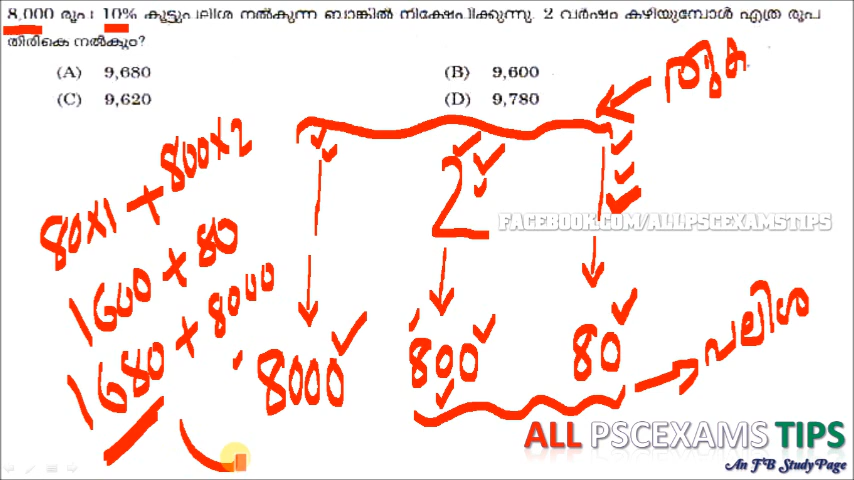 8,000 രൂപ 10% കൂട്ടുപലിശ നൽകുന്ന ബാങ്കിൽ നിക്ഷേപിക്കുന്നു. 2 വർഷം കഴിയുമ്പോൾ എത്ര രൂപ
തിരികെ നൽകും?
(A) 9,680 (B) 9,600
(C) 9,620 (D) 9,780
തുക
80×1 + 800×2
1600 + 80
1680 + 8000
2
8000 800 80
പലിശ
FACEBOOK.COM/ALLPSCEXAMSTIPS
ALL PSCEXAMS TIPS
An FB StudyPage